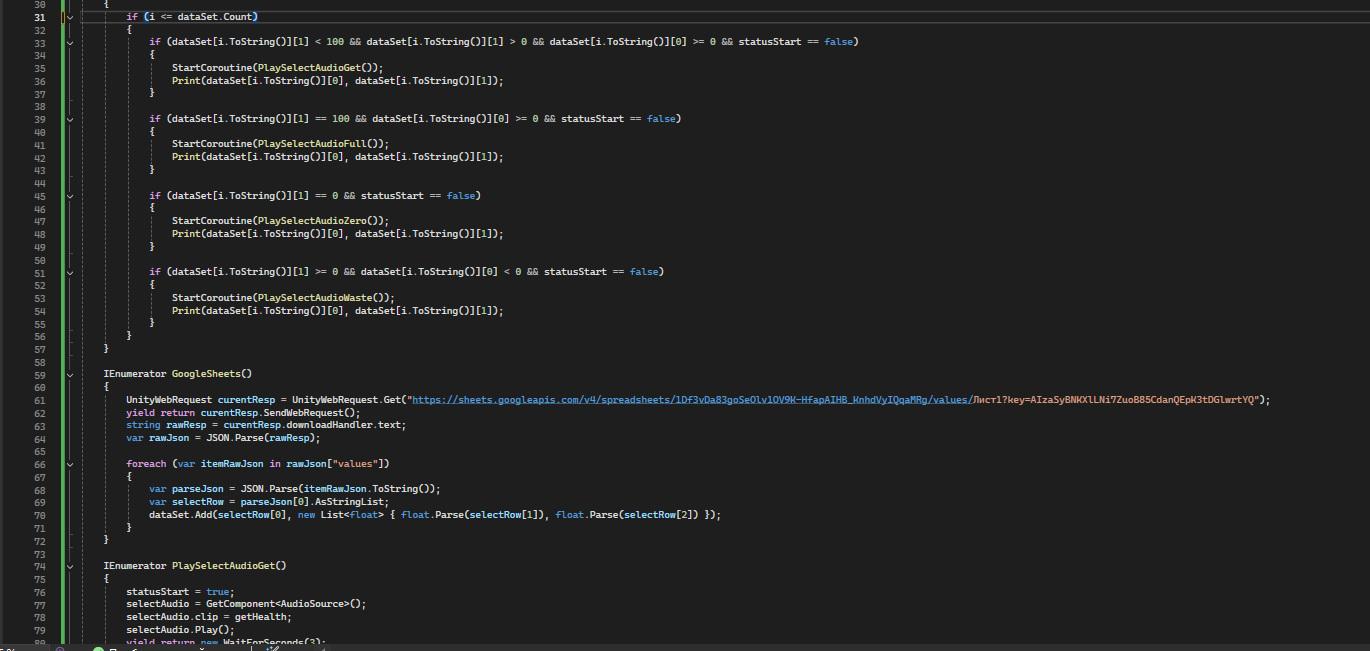 30 {
31 if (i <= dataSet.Count)
32 {
33 if (dataSet[i.ToString()][1] < 100 && dataSet[i.ToString()][1] > 0 && dataSet[i.ToString()][0] >= 0 && statusStart == false)
34 {
35 StartCoroutine(PlaySelectAudioGet());
36 Print(dataSet[i.ToString()][0], dataSet[i.ToString()][1]);
37 }
38
39 if (dataSet[i.ToString()][1] == 100 && dataSet[i.ToString()][0] >= 0 && statusStart == false)
40 {
41 StartCoroutine(PlaySelectAudioFull());
42 Print(dataSet[i.ToString()][0], dataSet[i.ToString()][1]);
43 }
44
45 if (dataSet[i.ToString()][1] == 0 && statusStart == false)
46 {
47 StartCoroutine(PlaySelectAudioZero());
48 Print(dataSet[i.ToString()][0], dataSet[i.ToString()][1]);
49 }
50
51 if (dataSet[i.ToString()][1] >= 0 && dataSet[i.ToString()][0] < 0 && statusStart == false)
52 {
53 StartCoroutine(PlaySelectAudioWaste());
54 Print(dataSet[i.ToString()][0], dataSet[i.ToString()][1]);
55 }
56 }
57 }
58
59 IEnumerator GoogleSheets()
60 {
61 UnityWebRequest curentResp = UnityWebRequest.Get("https://sheets.googleapis.com/v4/spreadsheets/1Df3vDa83goSeOlv1OV9K-HfapAIHB_KnhdVyIQqaMRg/values/Лист1?key=AIzaSyBNKXlLNi7ZuoB85CdanQEpK3tDGlwrtYQ");
62 yield return curentResp.SendWebRequest();
63 string rawResp = curentResp.downloadHandler.text;
64 var rawJson = JSON.Parse(rawResp);
65
66 foreach (var itemRawJson in rawJson["values"])
67 {
68 var parseJson = JSON.Parse(itemRawJson.ToString());
69 var selectRow = parseJson[0].AsStringList;
70 dataSet.Add(selectRow[0], new List<float> { float.Parse(selectRow[1]), float.Parse(selectRow[2]) });
71 }
72 }
73
74 IEnumerator PlaySelectAudioGet()
75 {
76 statusStart = true;
77 selectAudio = GetComponent<AudioSource>();
78 selectAudio.clip = getHealth;
79 selectAudio.Play();
80 yield return new WaitForSeconds(3);